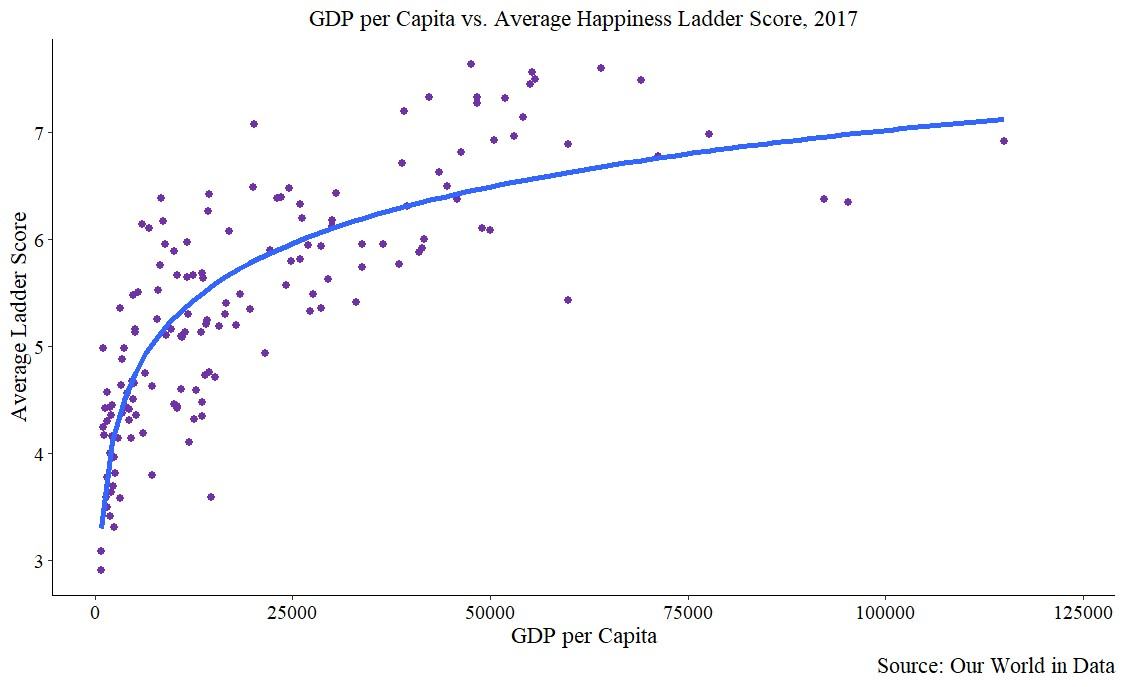 GDP per Capita vs. Average Happiness Ladder Score, 2017
Average Ladder Score
7
6
5
4
3
0 25000 50000 75000 100000 125000
GDP per Capita
Source: Our World in Data